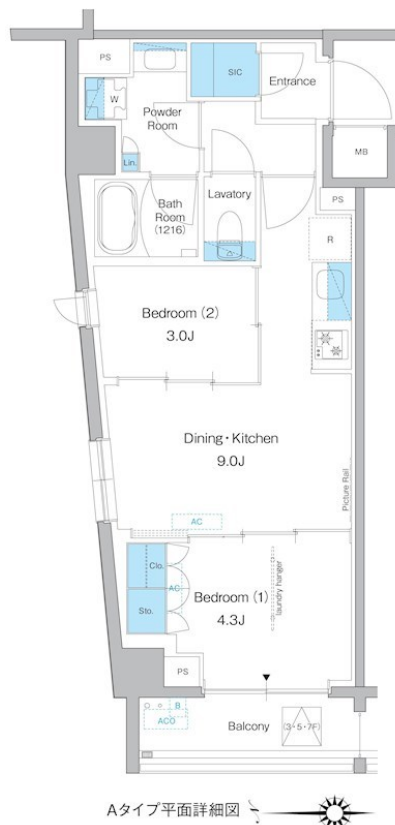 PS
SIC
Entrance
W
Powder
Room
MB
Lin.
Bath
Room
(1216)
Lavatory
PS
R
Bedroom (2)
3.0J
Dining・Kitchen
9.0J
Picture Rail
AC
Clo.
AC
Sto.
Bedroom (1)
4.3J
laundry hanger
PS
B
ACO
Balcony
(3・5・7F)
Aタイプ平面詳細図